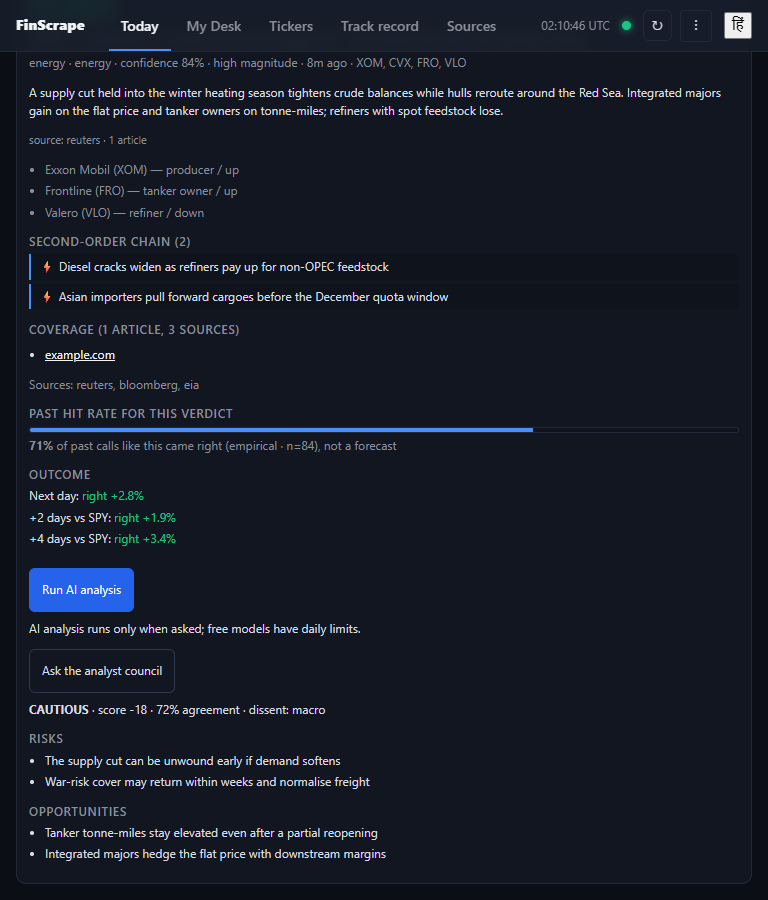 FinScrape
Today
My Desk
Tickers
Track record
Sources
02:10:46 UTC
हिं
energy · energy · confidence 84% · high magnitude · 8m ago · XOM, CVX, FRO, VLO
A supply cut held into the winter heating season tightens crude balances while hulls reroute around the Red Sea. Integrated majors
gain on the flat price and tanker owners on tonne-miles; refiners with spot feedstock lose.
source: reuters · 1 article
• Exxon Mobil (XOM) — producer / up
• Frontline (FRO) — tanker owner / up
• Valero (VLO) — refiner / down
SECOND-ORDER CHAIN (2)
Diesel cracks widen as refiners pay up for non-OPEC feedstock
Asian importers pull forward cargoes before the December quota window
COVERAGE (1 ARTICLE, 3 SOURCES)
• example.com
Sources: reuters, bloomberg, eia
PAST HIT RATE FOR THIS VERDICT
71% of past calls like this came right (empirical · n=84), not a forecast
OUTCOME
Next day: right +2.8%
+2 days vs SPY: right +1.9%
+4 days vs SPY: right +3.4%
Run AI analysis
AI analysis runs only when asked; free models have daily limits.
Ask the analyst council
CAUTIOUS · score -18 · 72% agreement · dissent: macro
RISKS
• The supply cut can be unwound early if demand softens
• War-risk cover may return within weeks and normalise freight
OPPORTUNITIES
• Tanker tonne-miles stay elevated even after a partial reopening
• Integrated majors hedge the flat price with downstream margins